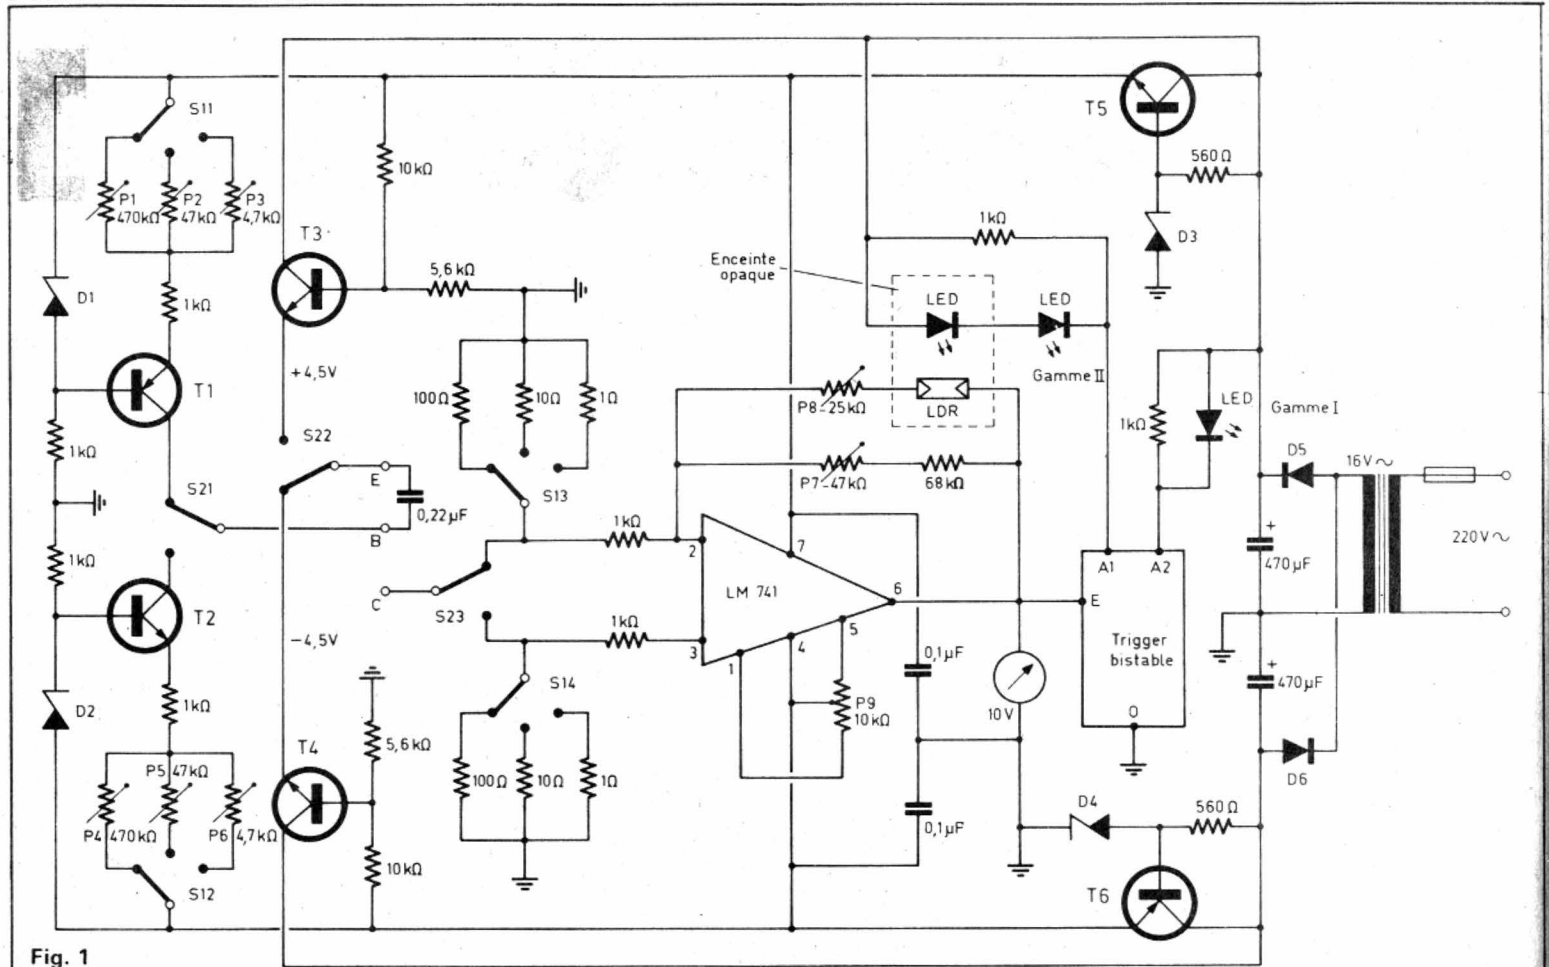 S11
P1
470kΩ
P2
47kΩ
P3
4,7kΩ
10kΩ
T5
560Ω
D3
T3
5,6kΩ
1kΩ
Enceinte
opaque
LED
LED
Gamme II
D1
1kΩ
T1
+4,5V
100Ω
10Ω
1Ω
P8-25kΩ
LDR
1kΩ
LED
Gamme I
1kΩ
S22
E
S21
0,22µF
B
S13
P7-47kΩ
68kΩ
D5
16V~
220V~
1kΩ
1kΩ
2
7
C
S23
LM 741
6
E
A1
A2
Trigger
bistable
O
470µF
T2
-4,5V
1kΩ
3
1
4
5
0,1µF
S14
P9
10kΩ
10V
470µF
D2
1kΩ
T4
5,6kΩ
100Ω
10Ω
1Ω
0,1µF
D4
560Ω
D6
P5 47kΩ
P4 470kΩ
P6 4,7kΩ
S12
10kΩ
T6
Fig. 1